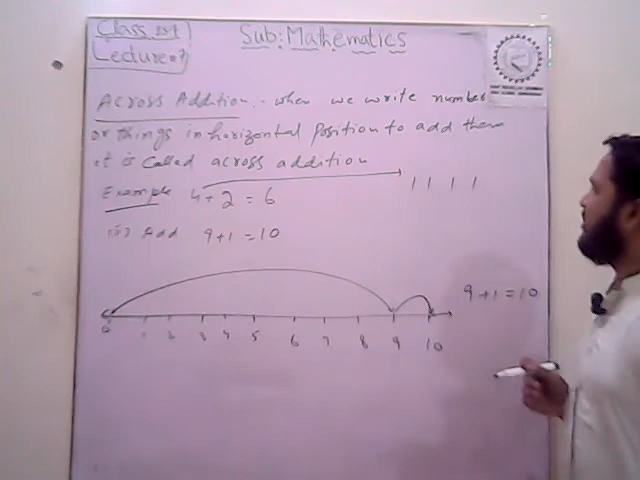 Class 1st
Lecture #7
Sub: Mathematics
Across Addition:- when we write number
or things in horizontal position to add them
it is called across addition
Example 4+2=6
Add 9+1=10
9+1=10
0 1 2 3 4 5 6 7 8 9 10